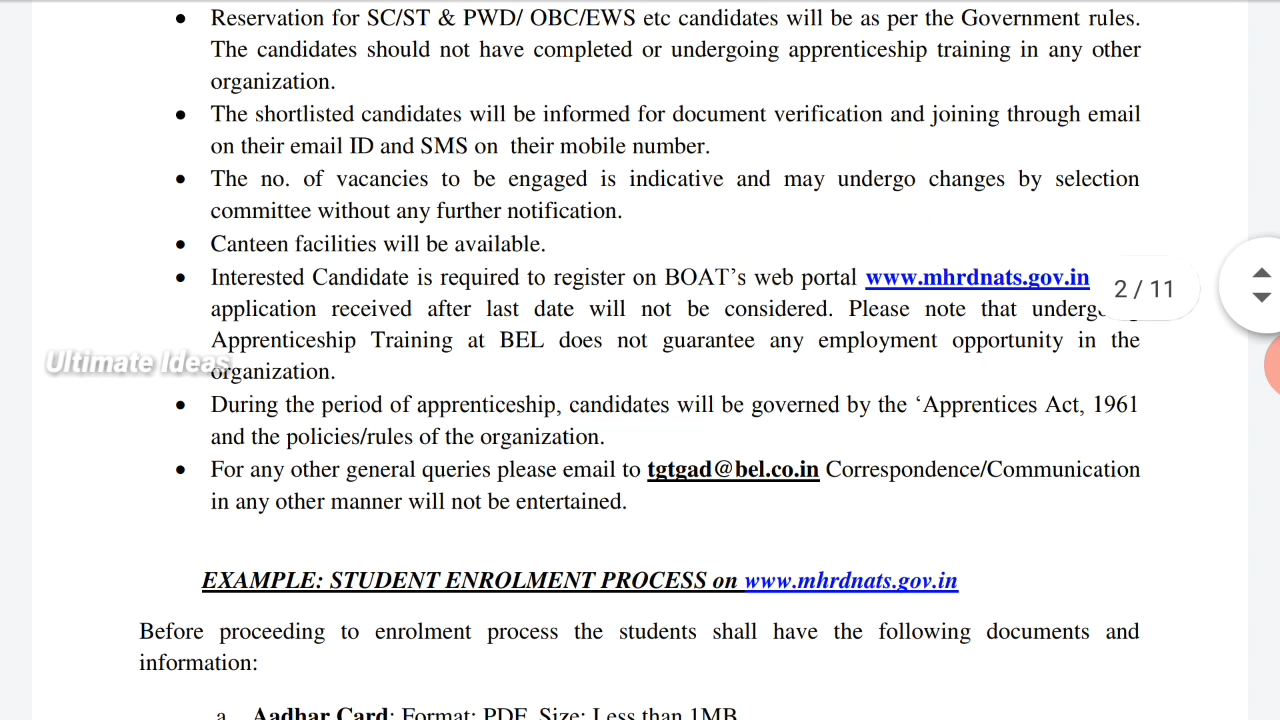 • Reservation for SC/ST & PWD/ OBC/EWS etc candidates will be as per the Government rules.
The candidates should not have completed or undergoing apprenticeship training in any other
organization.
• The shortlisted candidates will be informed for document verification and joining through email
on their email ID and SMS on their mobile number.
• The no. of vacancies to be engaged is indicative and may undergo changes by selection
committee without any further notification.
• Canteen facilities will be available.
• Interested Candidate is required to register on BOAT's web portal www.mhrdnats.gov.in
2 / 11
application received after last date will not be considered. Please note that
Apprenticeship Training at BEL does not guarantee any employment opportunity in the
Ultimate Ideas
organization.
• During the period of apprenticeship, candidates will be governed by the ‘Apprentices Act, 1961
and the policies/rules of the organization.
• For any other general queries please email to tgtgad@bel.co.in Correspondence/Communication
in any other manner will not be entertained.
EXAMPLE: STUDENT ENROLMENT PROCESS on www.mhrdnats.gov.in
Before proceeding to enrolment process the students shall have the following documents and
information:
a. Aadhar Card: Format: PDF, Size: Less than 1MB